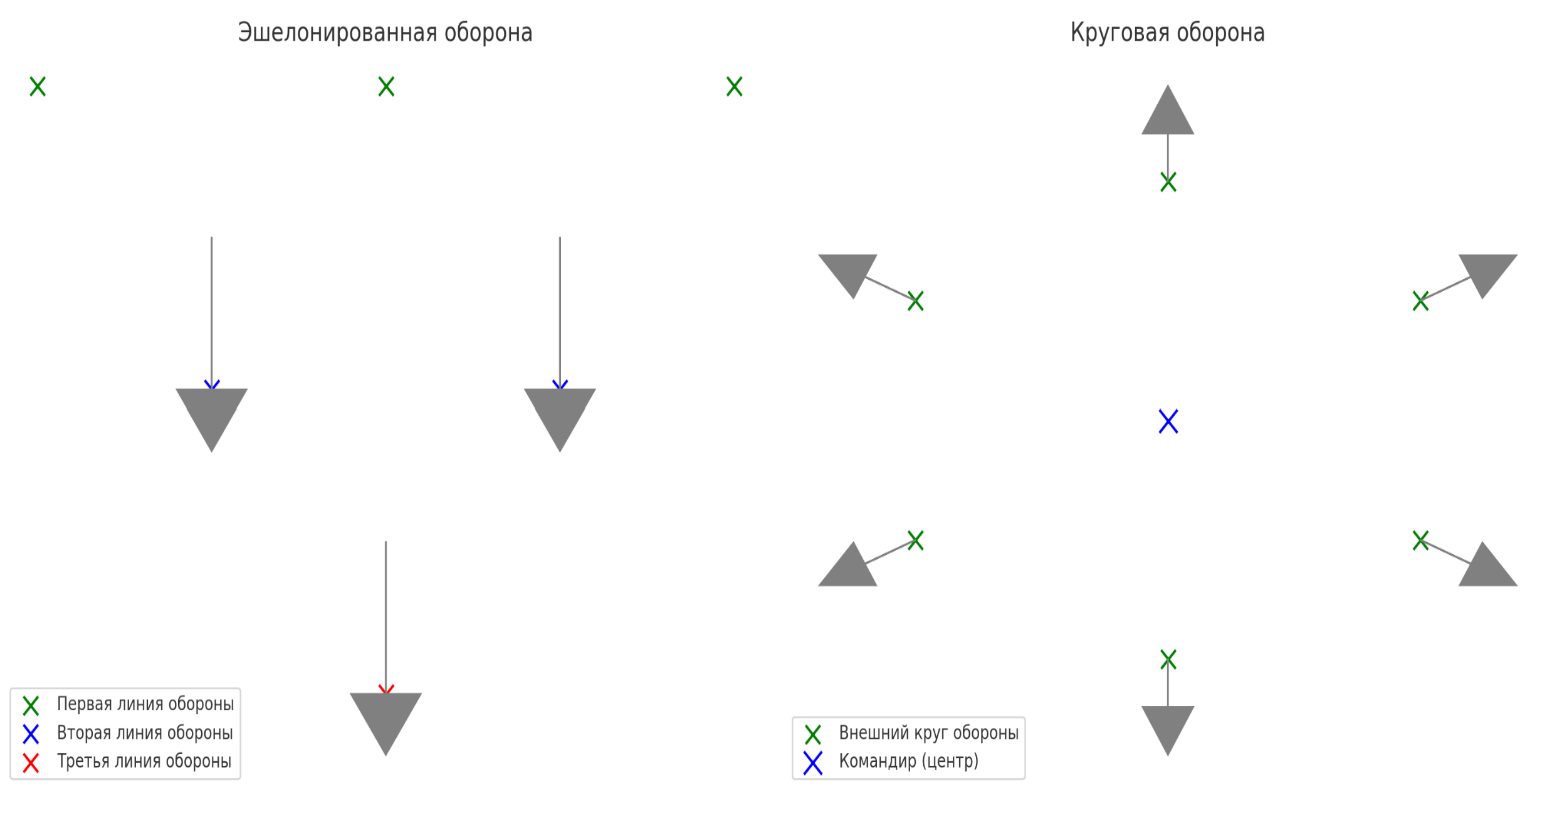 Эшелонированная оборона
Первая линия обороны
Вторая линия обороны
Третья линия обороны
Круговая оборона
Внешний круг обороны
Командир (центр)